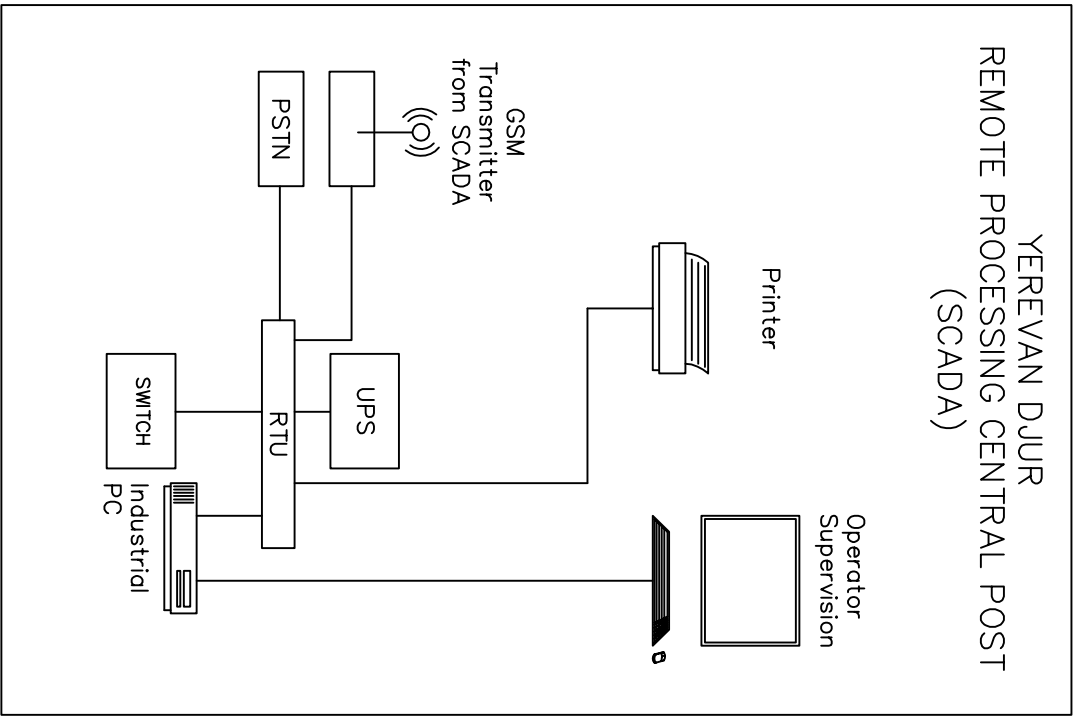 YEREVAN DJUR
REMOTE PROCESSING CENTRAL POST
(SCADA)
Operator
Supervision
Printer
GSM
Transmitter
from SCADA
PSTN
UPS
RTU
SWITCH
Industrial
PC